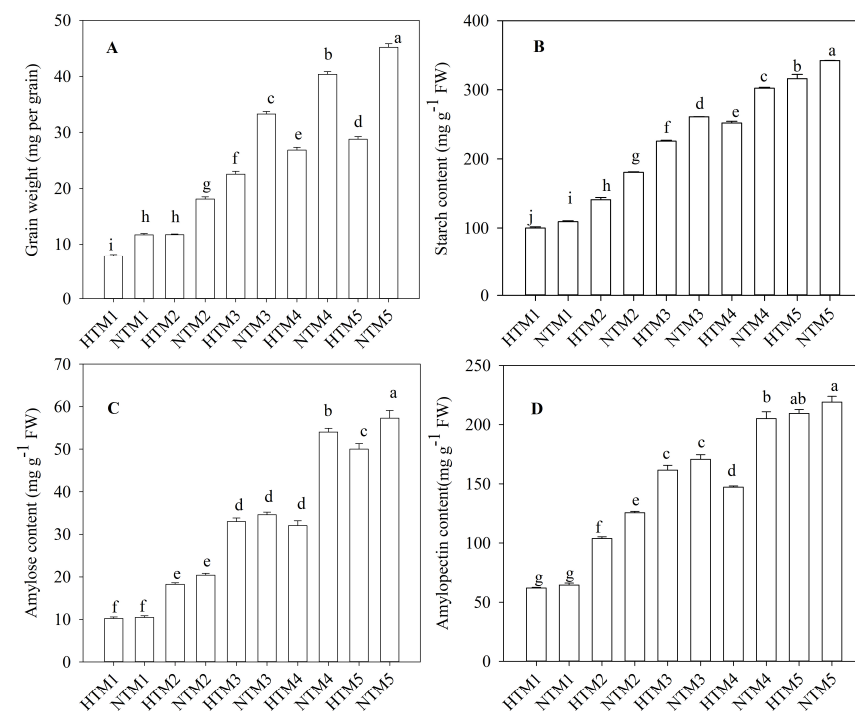 A
Grain weight (mg per grain)
50
40
30
20
10
0
i
h
h
g
f
c
e
b
d
a
HTM1
NTM1
HTM2
NTM2
HTM3
NTM3
HTM4
NTM4
HTM5
NTM5
B
Starch content (mg g-1 FW)
400
300
200
100
0
j
i
h
g
f
d
e
c
b
a
HTM1
NTM1
HTM2
NTM2
HTM3
NTM3
HTM4
NTM4
HTM5
NTM5
C
Amylose content (mg g-1 FW)
70
60
50
40
30
20
10
0
f
f
e
e
d
d
d
b
c
a
HTM1
NTM1
HTM2
NTM2
HTM3
NTM3
HTM4
NTM4
HTM5
NTM5
D
Amylopectin content(mg g-1 FW)
250
200
150
100
50
0
g
g
f
e
c
c
d
b
ab
a
HTM1
NTM1
HTM2
NTM2
HTM3
NTM3
HTM4
NTM4
HTM5
NTM5